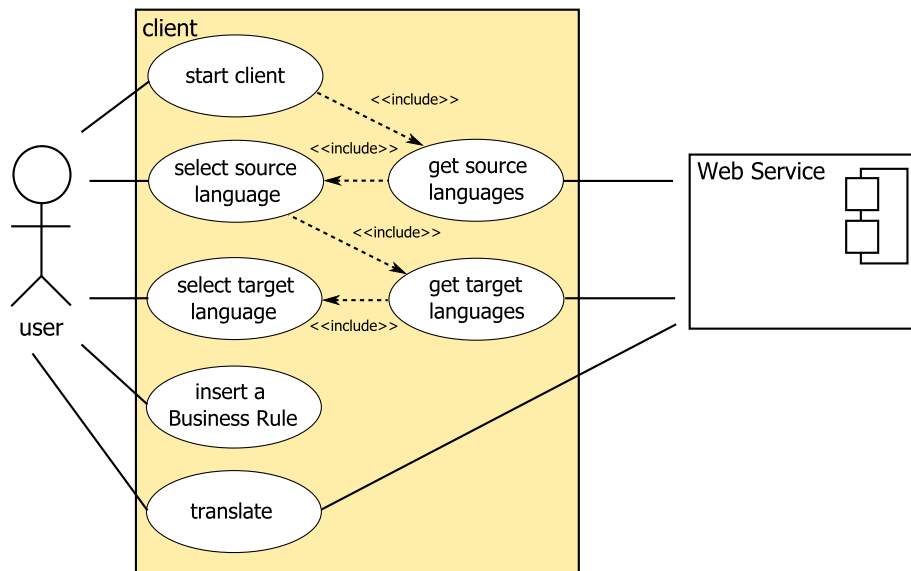 client
start client
<<include>>
<<include>>
select source
language
get source
languages
Web Service
<<include>>
select target
language
get target
languages
<<include>>
user
insert a
Business Rule
translate